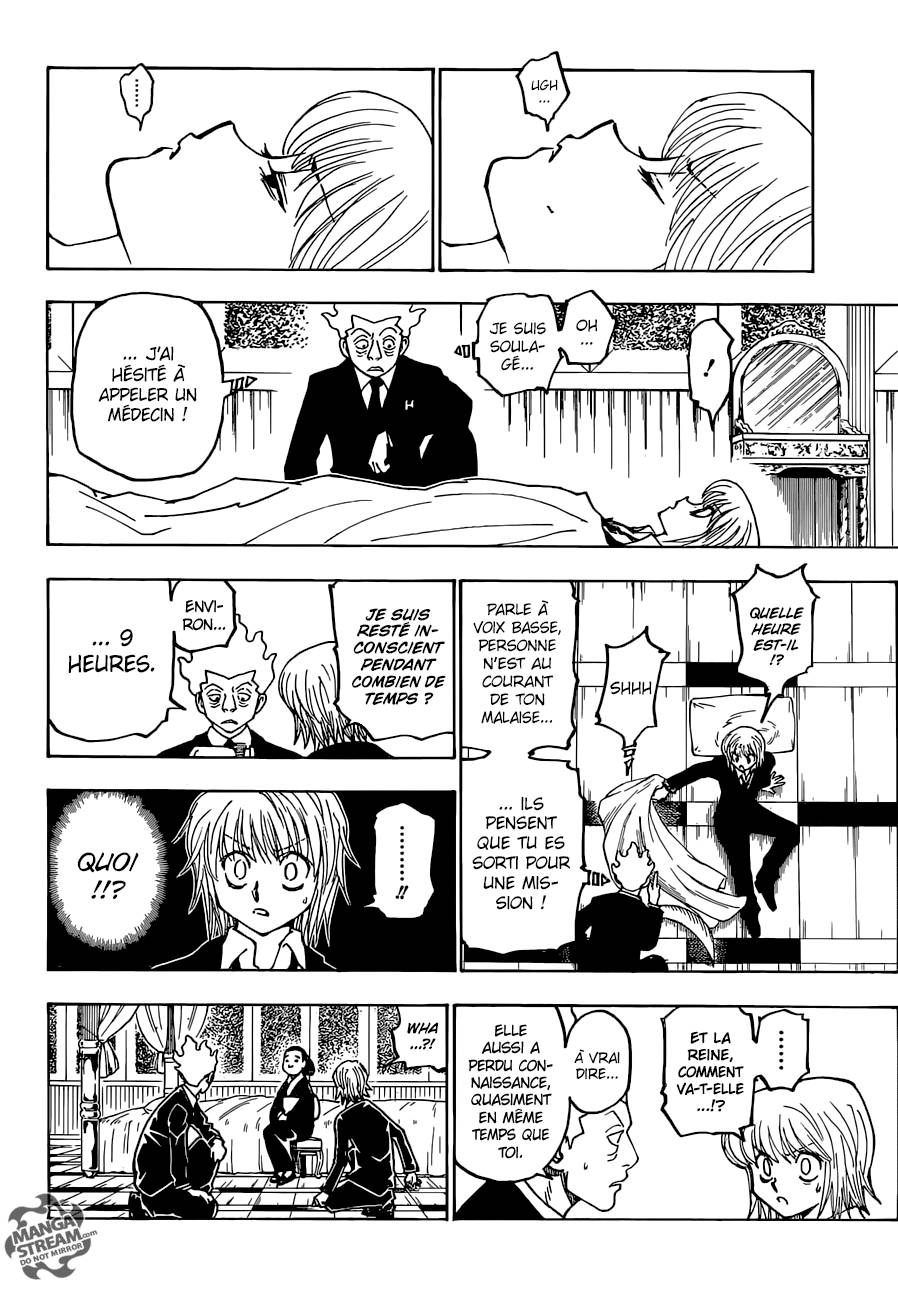 UGH
...
......
!
OH
...
JE SUIS
SOULA-
GÉ...
... J'AI
HÉSITÉ À
APPELER UN
MÉDECIN !
QUELLE
HEURE
EST-IL
!?
SHHH
PARLE À
VOIX BASSE,
PERSONNE
N'EST AU
COURANT
DE TON
MALAISE...
... ILS
PENSENT
QUE TU ES
SORTI POUR
UNE MIS-
SION !
JE SUIS
RESTÉ IN-
CONSCIENT
PENDANT
COMBIEN DE
TEMPS ?
ENVI-
RON...
... 9
HEURES.
........!!
QUOI
!!?
......
ET LA
REINE,
COMMENT
VA-T-ELLE
...!?
À VRAI
DIRE...
ELLE
AUSSI A
PERDU CON-
NAISSANCE,
QUASIMENT
EN MÊME
TEMPS QUE
TOI.
WHA
...?!
H
MANGA
STREAM.com
DO NOT MIRROR